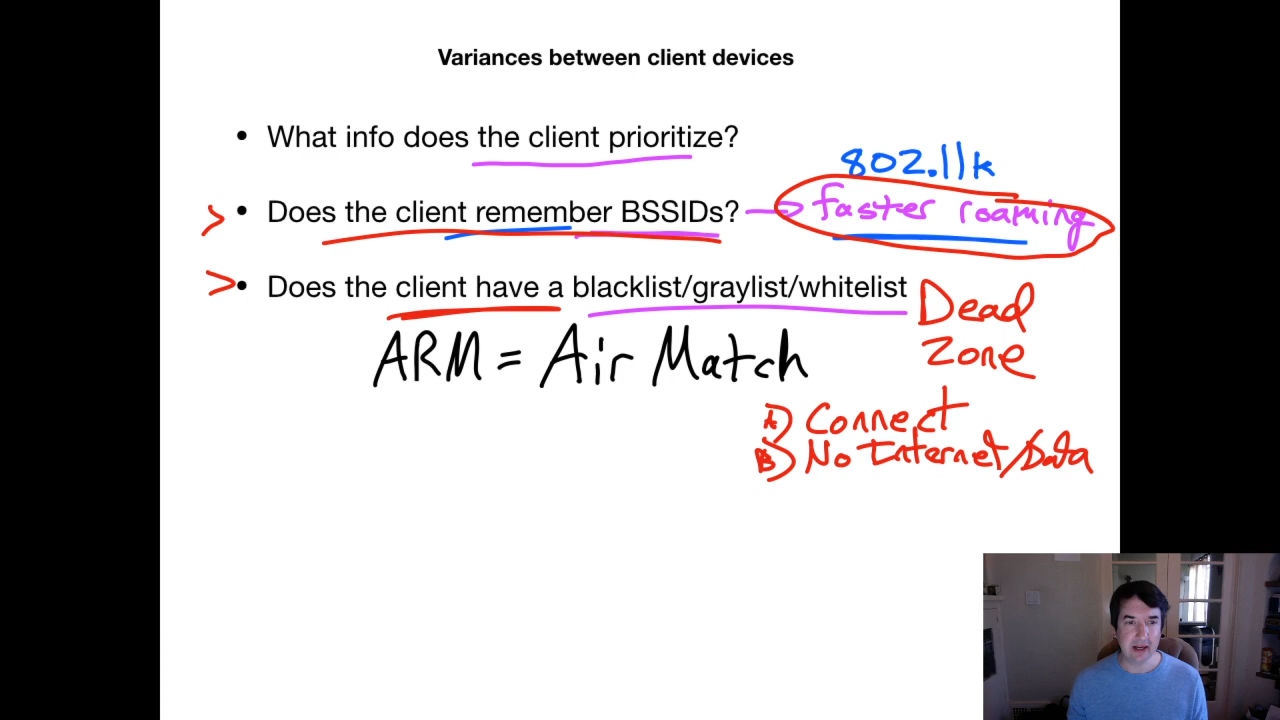 Variances between client devices
• What info does the client prioritize?
802.11k
> • Does the client remember BSSIDs? → faster roaming
> • Does the client have a blacklist/graylist/whitelist
Dead
Zone
ARM = Air Match
A) Connect
B) No Internet/Data